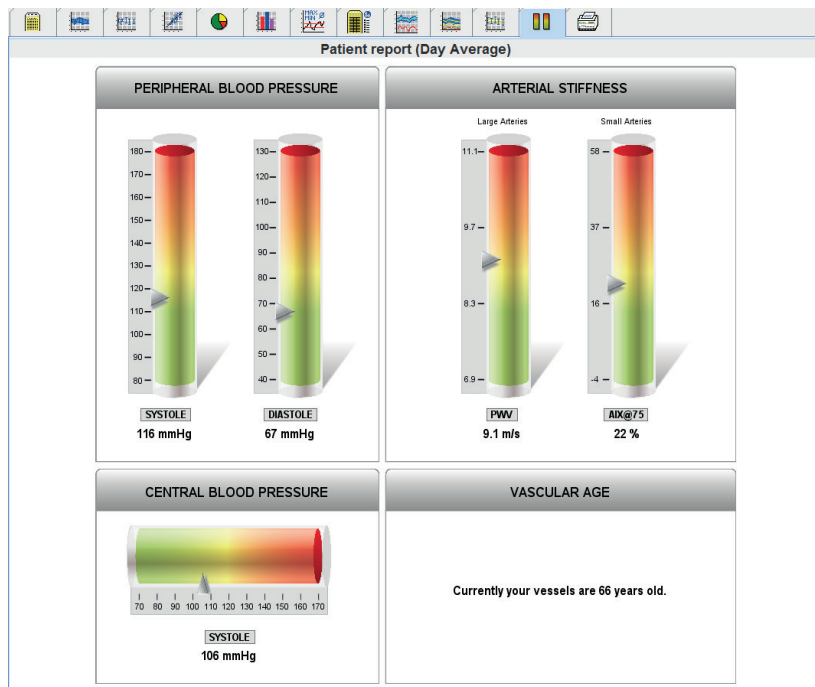 MAX
MIN
Patient report (Day Average)
PERIPHERAL BLOOD PRESSURE
180
170
160
150
140
130
120
110
100
90
80
SYSTOLE
116 mmHg
130
120
110
100
90
80
70
60
50
40
DIASTOLE
67 mmHg
ARTERIAL STIFFNESS
Large Arteries
11.1
9.7
8.3
6.9
PWV
9.1 m/s
Small Arteries
58
37
16
-4
AIX@75
22 %
CENTRAL BLOOD PRESSURE
70 80 90 100 110 120 130 140 150 160 170
SYSTOLE
106 mmHg
VASCULAR AGE
Currently your vessels are 66 years old.